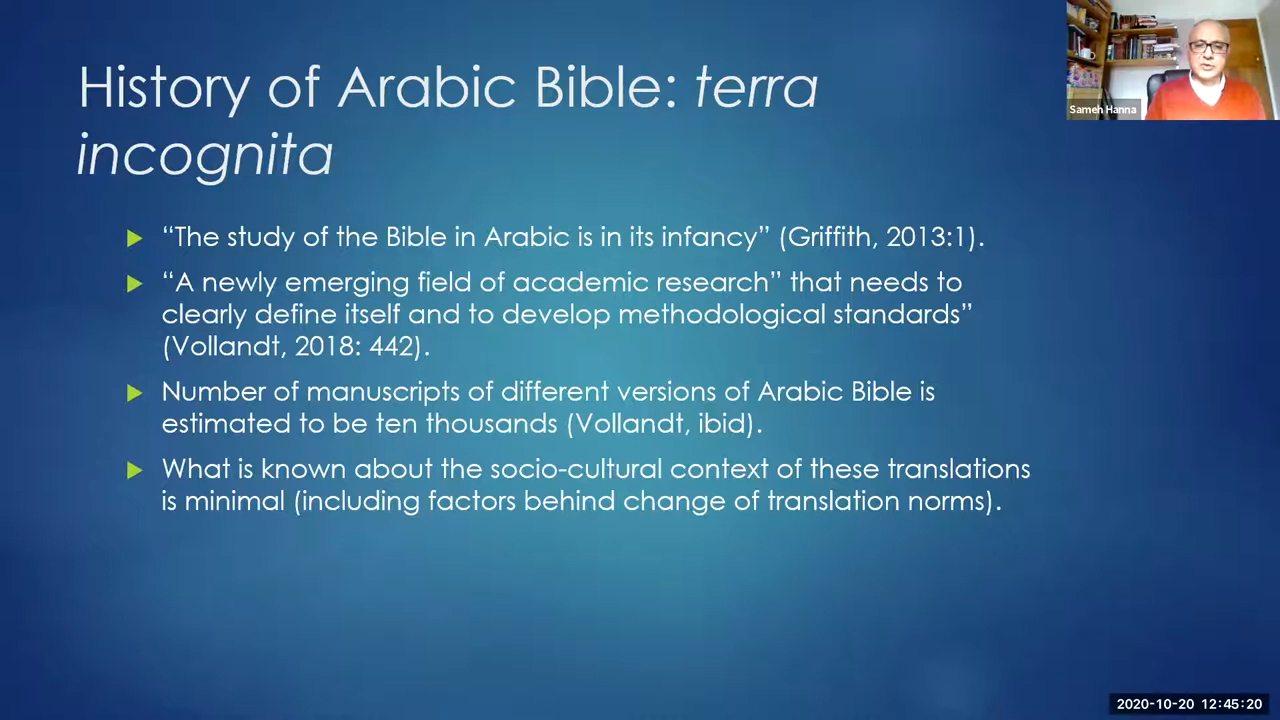 History of Arabic Bible: terra
incognita
Sameh Hanna
“The study of the Bible in Arabic is in its infancy” (Griffith, 2013:1).
“A newly emerging field of academic research” that needs to
clearly define itself and to develop methodological standards”
(Vollandt, 2018: 442).
Number of manuscripts of different versions of Arabic Bible is
estimated to be ten thousands (Vollandt, ibid).
What is known about the socio-cultural context of these translations
is minimal (including factors behind change of translation norms).
2020-10-20 12:45:20